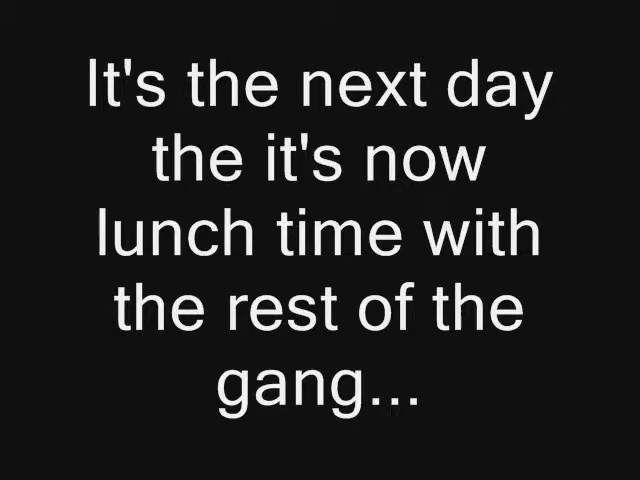 It's the next day
the it's now
lunch time with
the rest of the
gang...